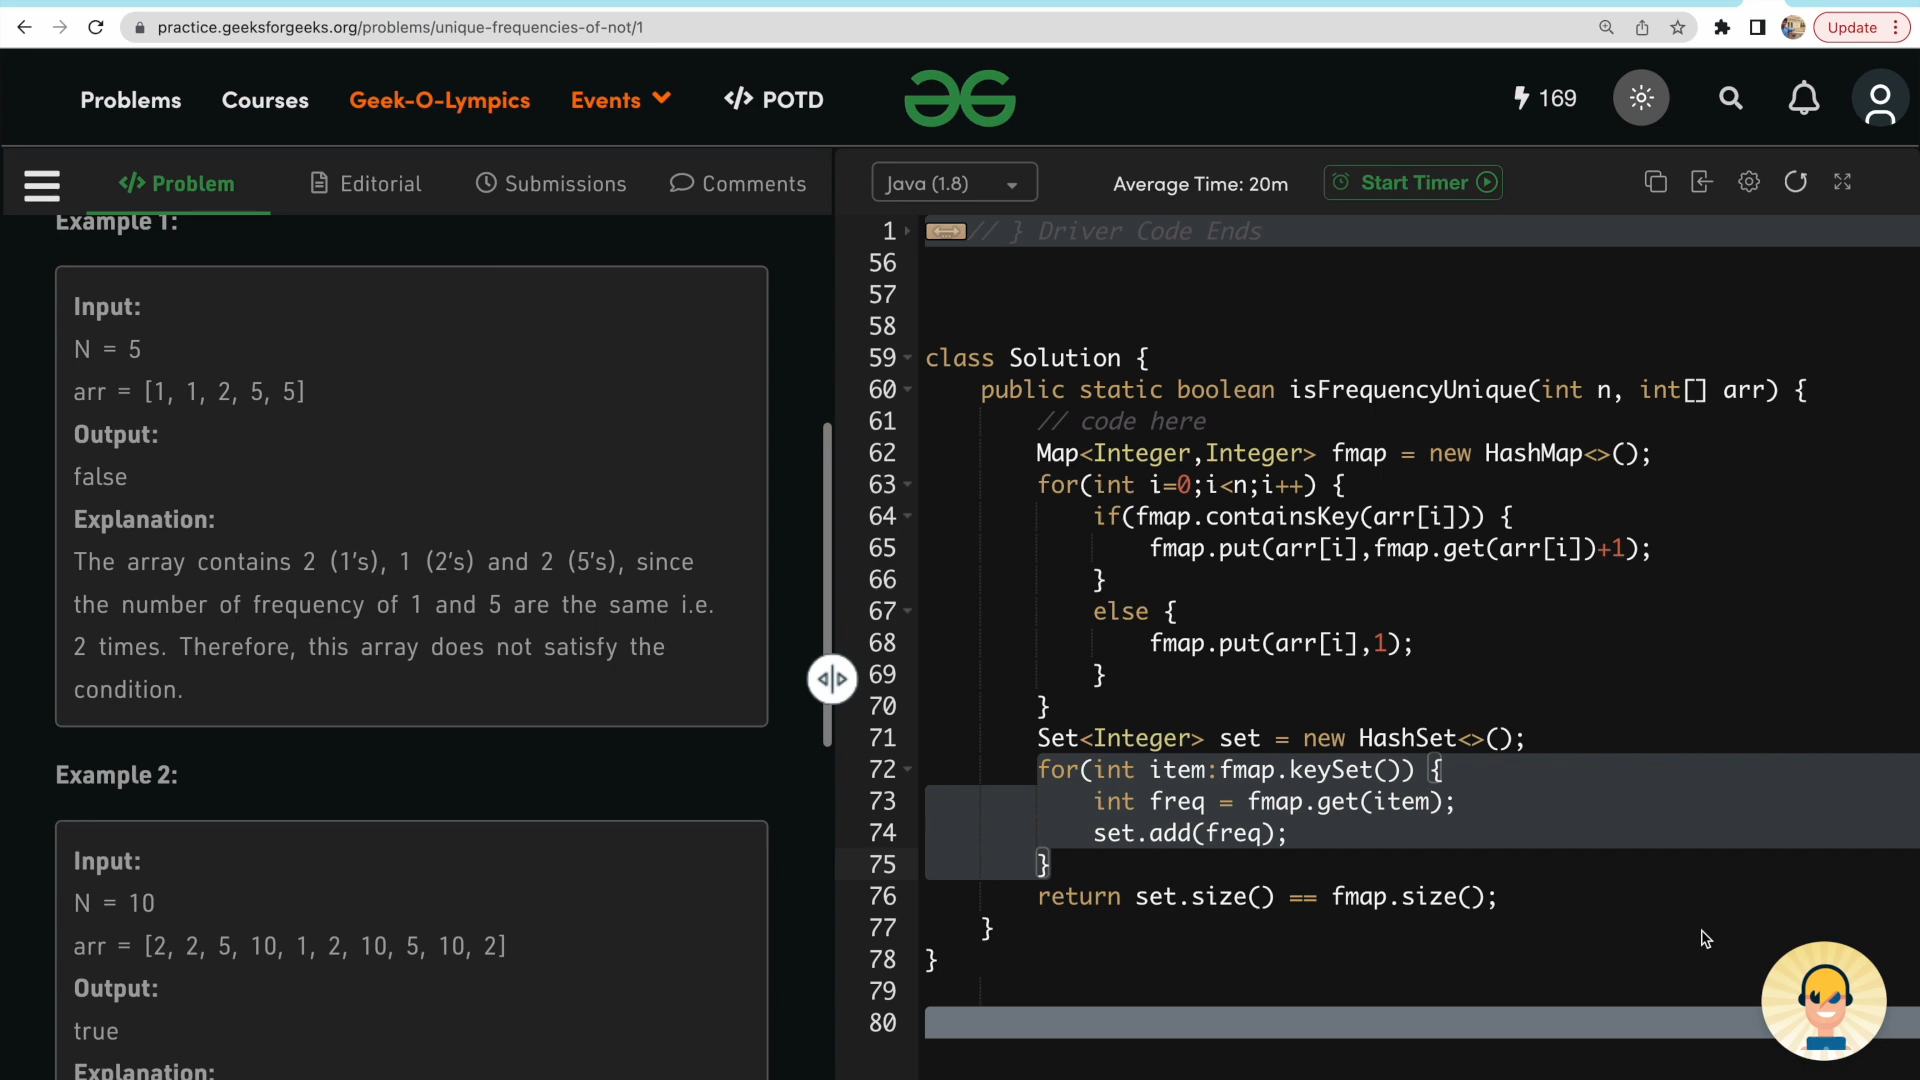 practice.geeksforgeeks.org/problems/unique-frequencies-of-not/1
Update
Problems
Courses
Geek-O-Lympics
Events
</> POTD
169
</> Problem
Editorial
Submissions
Comments
Java (1.8)
Average Time: 20m
Start Timer
Example 1:
Input:
N = 5
arr = [1, 1, 2, 5, 5]
Output:
false
Explanation:
The array contains 2 (1’s), 1 (2’s) and 2 (5’s), since
the number of frequency of 1 and 5 are the same i.e.
2 times. Therefore, this array does not satisfy the
condition.
Example 2:
Input:
N = 10
arr = [2, 2, 5, 10, 1, 2, 10, 5, 10, 2]
Output:
true
Explanation:
1 // } Driver Code Ends
56
57
58
59 class Solution {
60 public static boolean isFrequencyUnique(int n, int[] arr) {
61 // code here
62 Map<Integer,Integer> fmap = new HashMap<>();
63 for(int i=0;i<n;i++) {
64 if(fmap.containsKey(arr[i])) {
65 fmap.put(arr[i],fmap.get(arr[i])+1);
66 }
67 else {
68 fmap.put(arr[i],1);
69 }
70 }
71 Set<Integer> set = new HashSet<>();
72 for(int item:fmap.keySet()) {
73 int freq = fmap.get(item);
74 set.add(freq);
75 }
76 return set.size() == fmap.size();
77 }
78 }
79
80